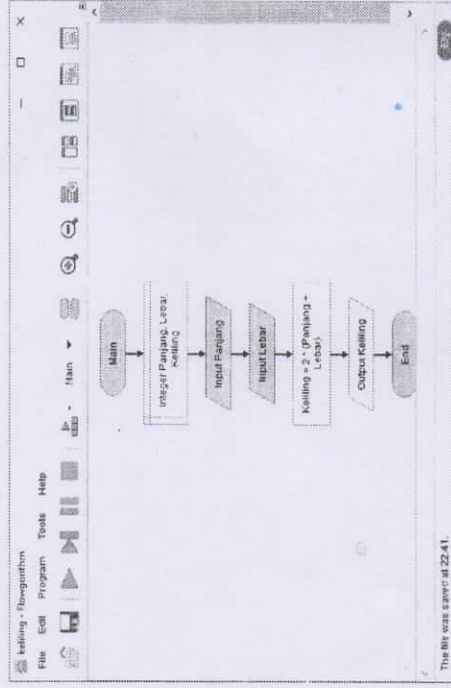 keliling - Flowgorithm
File Edit Program Tools Help
Main
Main
Integer Panjang, Lebar,
Keliling
Input Panjang
Input Lebar
Keliling = 2 * (Panjang +
Lebar)
Output Keliling
End
The file was saved at 22:41.